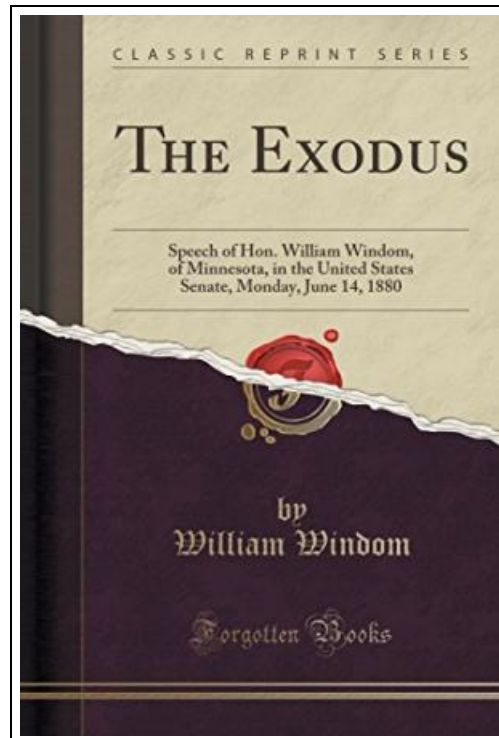 CLASSIC REPRINT SERIES
THE EXODUS
Speech of Hon. William Windom,
of Minnesota, in the United States
Senate, Monday, June 14, 1880
F
by
William Windom
Forgotten Books